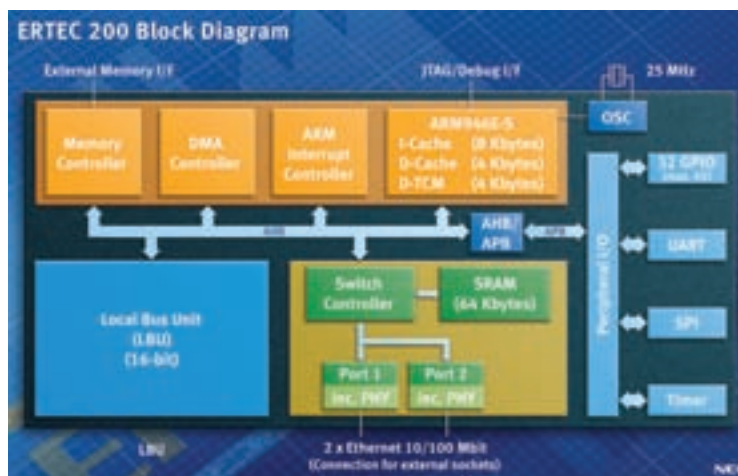 ERTEC 200 Block Diagram
External Memory I/F
JTAG/Debug I/F
25 MHz
Memory
Controller
DMA
Controller
ARM
Interrupt
Controller
ARM946E-S
I-Cache (8 Kbytes)
D-Cache (4 Kbytes)
D-TCM (4 Kbytes)
OSC
AHB
AHB/
APB
APB
Peripheral I/O
GPIO
UART
SPI
Timer
Local Bus Unit
(LBU)
(16-bit)
Switch
Controller
SRAM
(64 Kbytes)
Port 1
inc. PHY
Port 2
inc. PHY
LBU
2 x Ethernet 10/100 Mbit
(Connection for external sockets)